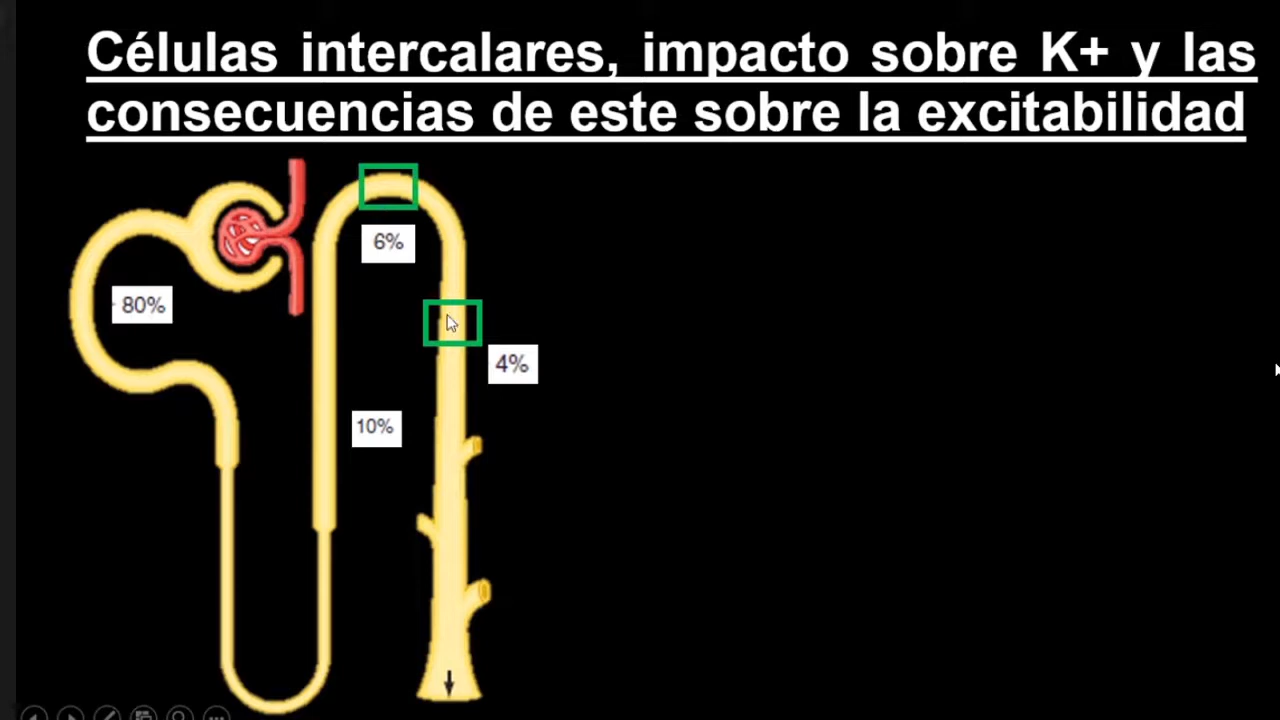 Células intercalares, impacto sobre K+ y las
consecuencias de este sobre la excitabilidad
6%
80%
4%
10%